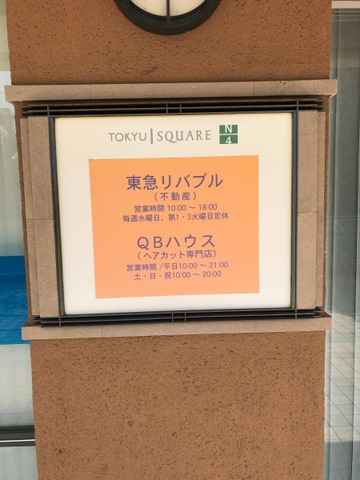 TOKYU | SQUARE N 4
東急リバブル
(不動産)
営業時間 10:00 ~ 18:00
毎週水曜日、第1・3火曜日定休
QBハウス
(ヘアカット専門店)
営業時間/平日10:00 ~ 21:00
土・日・祝10:00 ~ 20:00